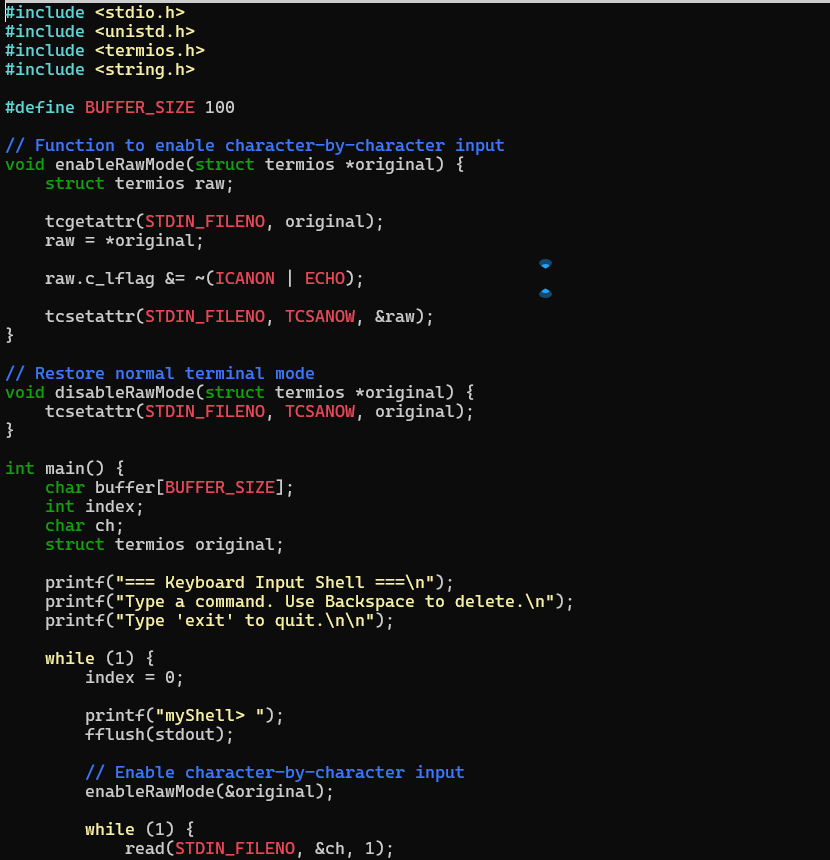 #include <stdio.h>
#include <unistd.h>
#include <termios.h>
#include <string.h>

#define BUFFER_SIZE 100

// Function to enable character-by-character input
void enableRawMode(struct termios *original) {
    struct termios raw;

    tcgetattr(STDIN_FILENO, original);
    raw = *original;

    raw.c_lflag &= ~(ICANON | ECHO);

    tcsetattr(STDIN_FILENO, TCSANOW, &raw);
}

// Restore normal terminal mode
void disableRawMode(struct termios *original) {
    tcsetattr(STDIN_FILENO, TCSANOW, original);
}

int main() {
    char buffer[BUFFER_SIZE];
    int index;
    char ch;
    struct termios original;

    printf("=== Keyboard Input Shell ===\n");
    printf("Type a command. Use Backspace to delete.\n");
    printf("Type 'exit' to quit.\n\n");

    while (1) {
        index = 0;

        printf("myShell> ");
        fflush(stdout);

        // Enable character-by-character input
        enableRawMode(&original);

        while (1) {
            read(STDIN_FILENO, &ch, 1);